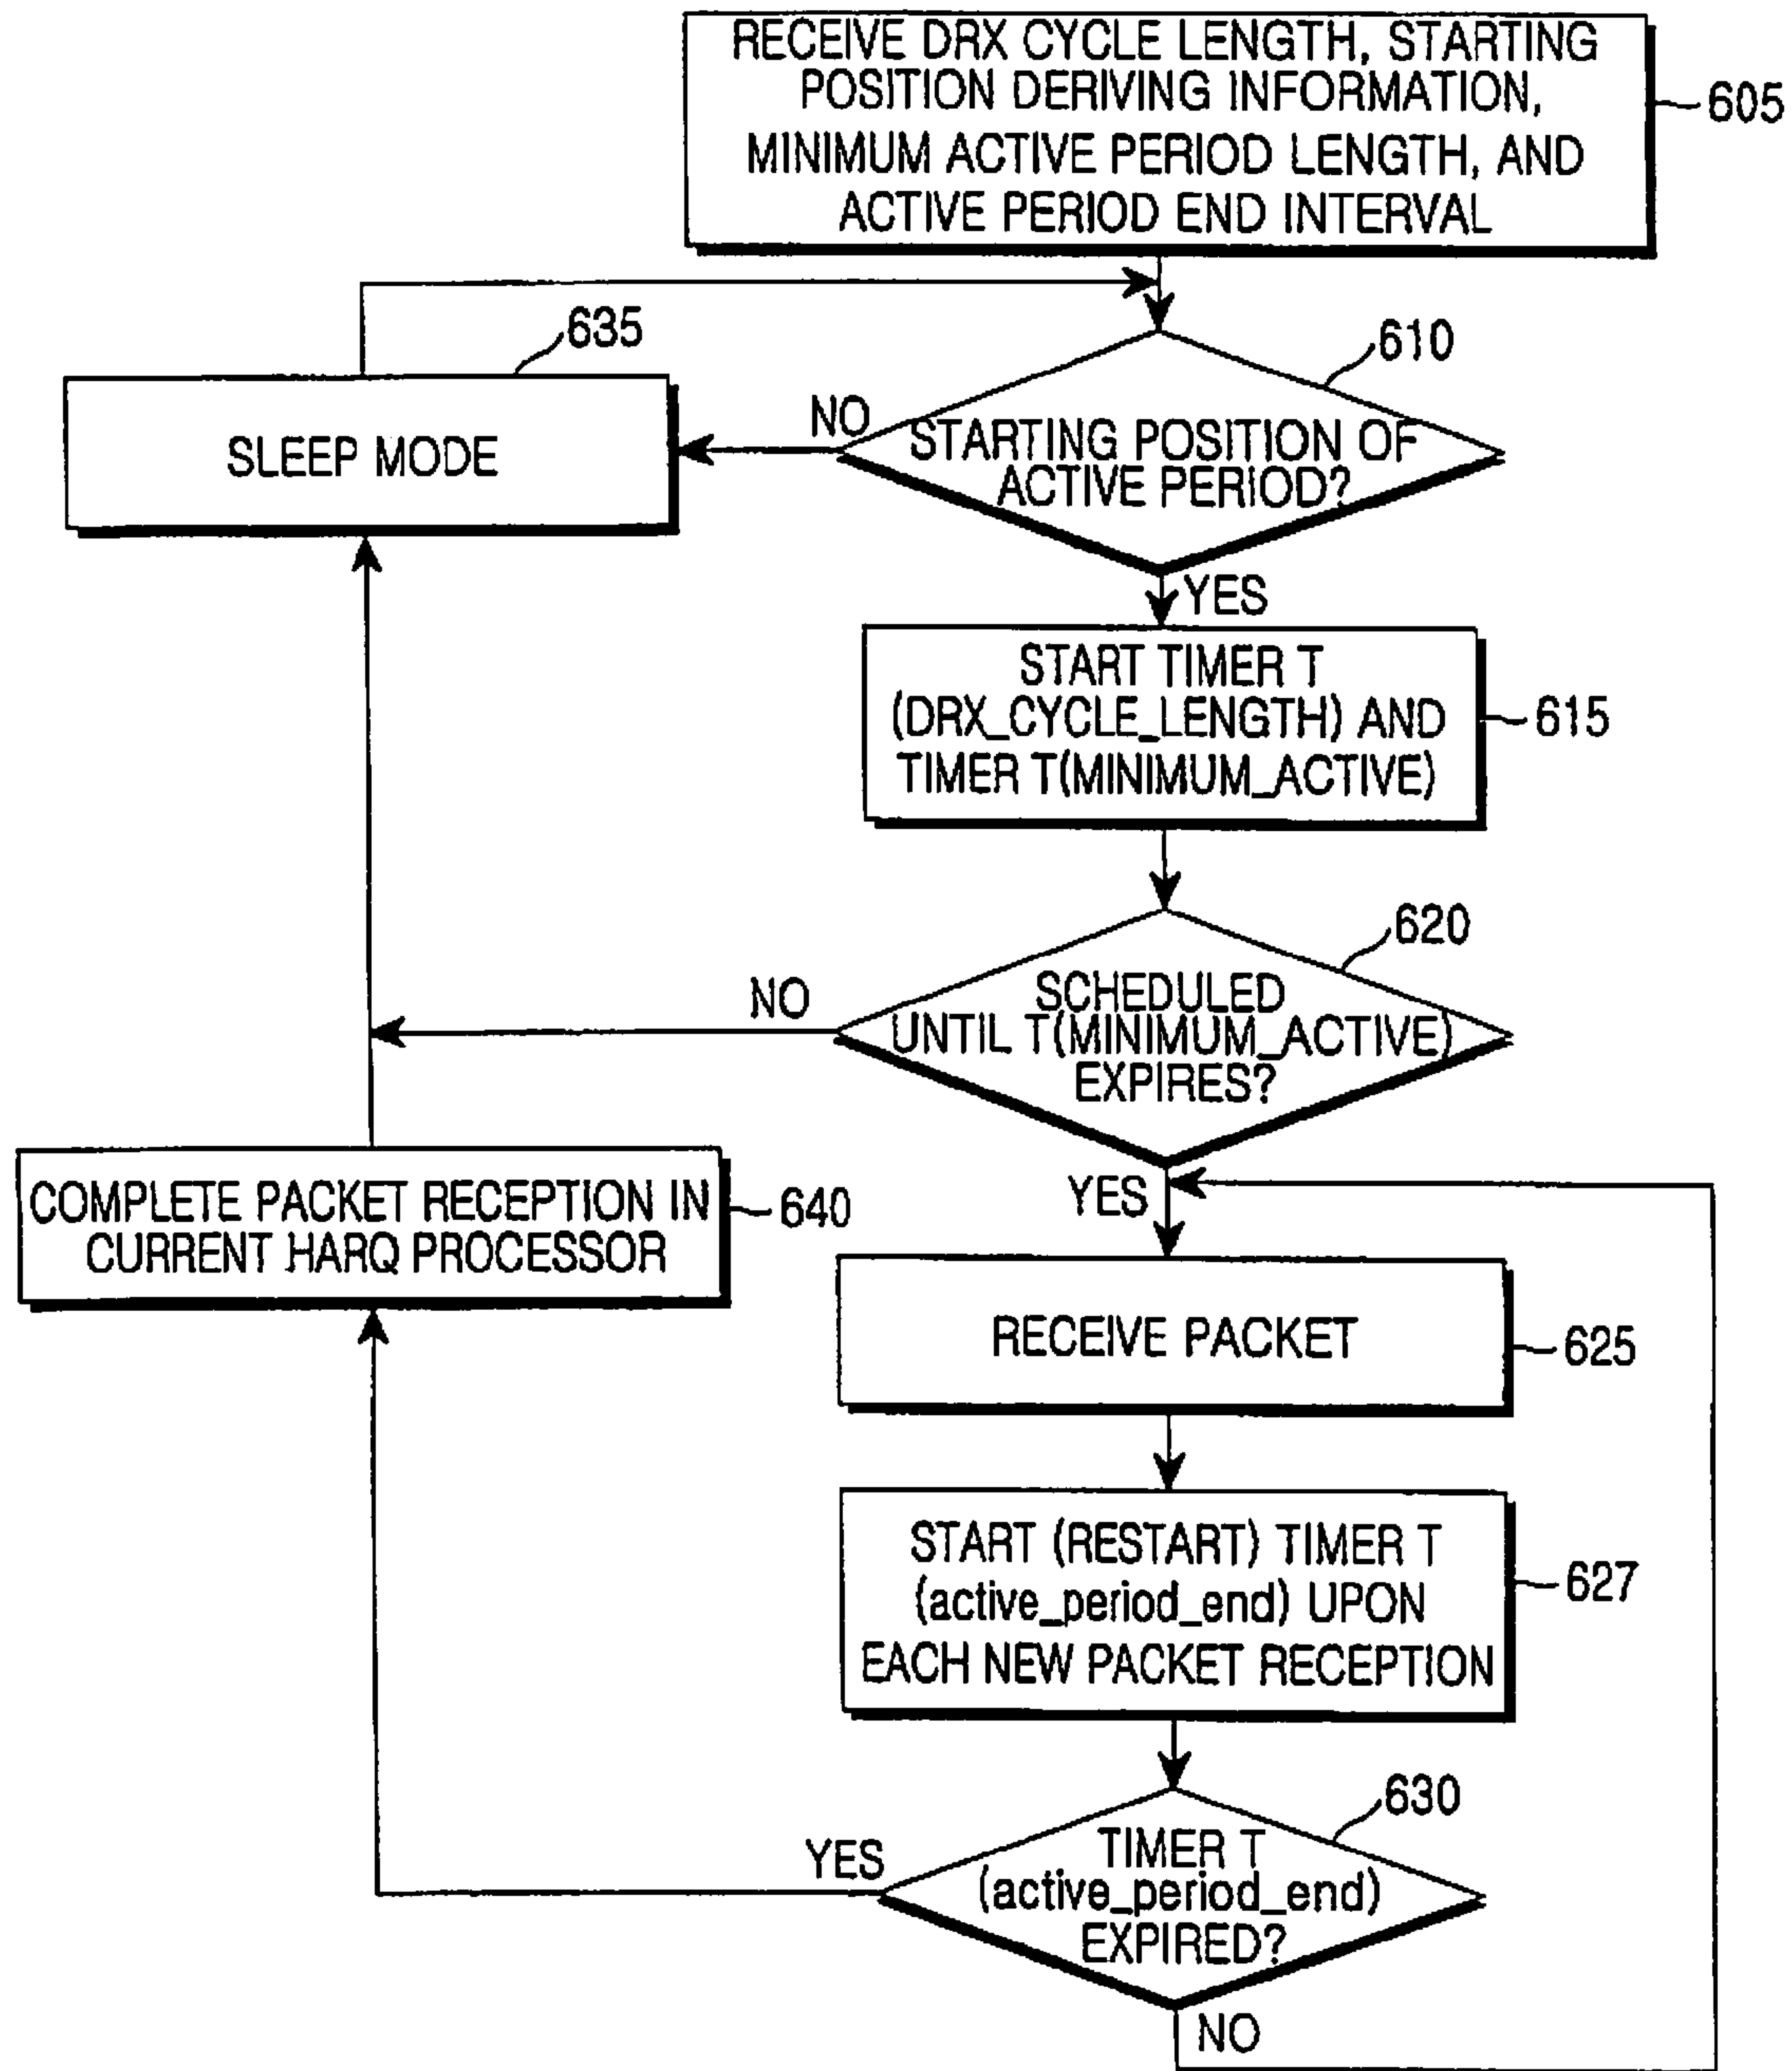 RECEIVE DRX CYCLE LENGTH, STARTING
POSITION DERIVING INFORMATION,
MINIMUM ACTIVE PERIOD LENGTH, AND
ACTIVE PERIOD END INTERVAL
605
635
SLEEP MODE
610
NO
STARTING POSITION OF
ACTIVE PERIOD?
YES
START TIMER T
(DRX_CYCLE_LENGTH) AND
TIMER T(MINIMUM_ACTIVE)
615
620
NO
SCHEDULED
UNTIL T(MINIMUM_ACTIVE)
EXPIRES?
YES
COMPLETE PACKET RECEPTION IN
CURRENT HARQ PROCESSOR
640
RECEIVE PACKET
625
START (RESTART) TIMER T
(active_period_end) UPON
EACH NEW PACKET RECEPTION
627
630
YES
TIMER T
(active_period_end)
EXPIRED?
NO